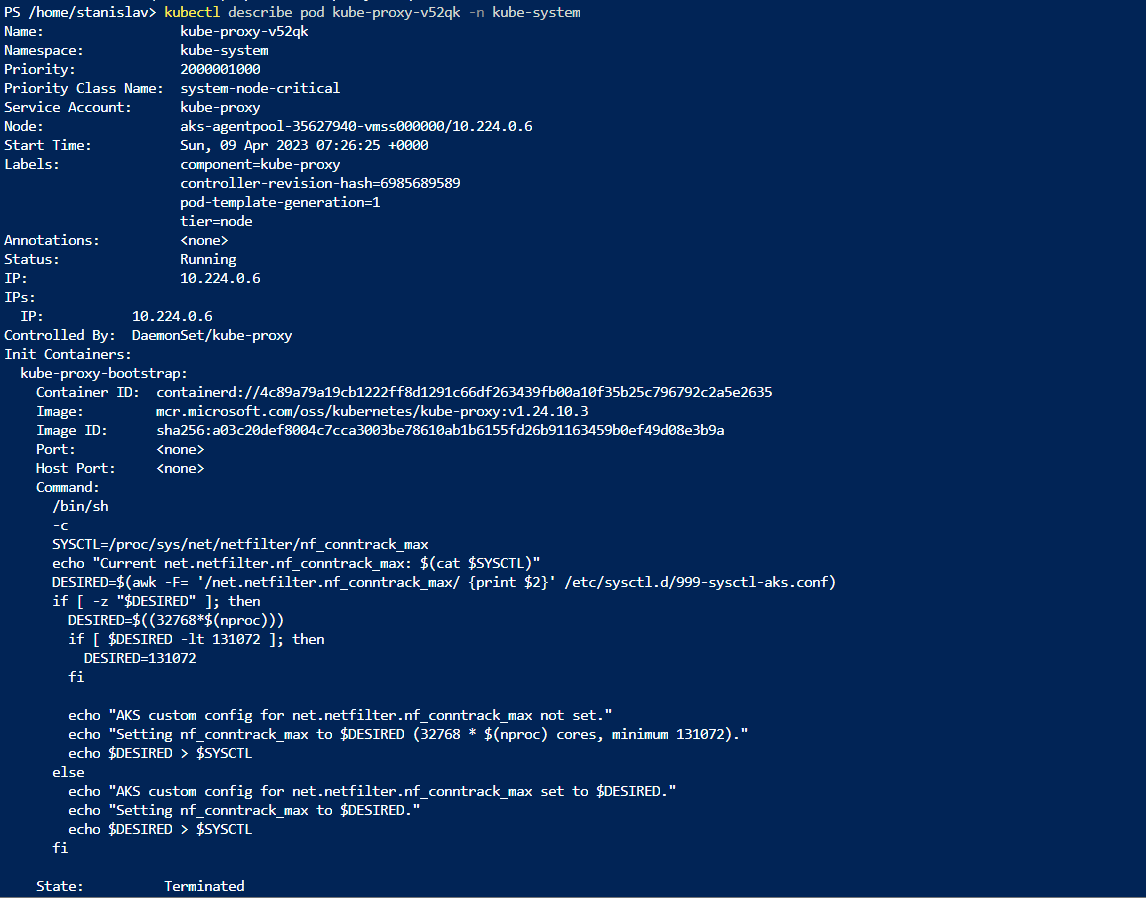 PS /home/stanislav> kubectl describe pod kube-proxy-v52qk -n kube-system
Name:                 kube-proxy-v52qk
Namespace:            kube-system
Priority:             2000001000
Priority Class Name:  system-node-critical
Service Account:      kube-proxy
Node:                 aks-agentpool-35627940-vmss000000/10.224.0.6
Start Time:           Sun, 09 Apr 2023 07:26:25 +0000
Labels:               component=kube-proxy
                      controller-revision-hash=6985689589
                      pod-template-generation=1
                      tier=node
Annotations:          <none>
Status:               Running
IP:                   10.224.0.6
IPs:
  IP:           10.224.0.6
Controlled By:  DaemonSet/kube-proxy
Init Containers:
  kube-proxy-bootstrap:
    Container ID:  containerd://4c89a79a19cb1222ff8d1291c66df263439fb00a10f35b25c796792c2a5e2635
    Image:         mcr.microsoft.com/oss/kubernetes/kube-proxy:v1.24.10.3
    Image ID:      sha256:a03c20def8004c7cca3003be78610ab1b6155fd26b91163459b0ef49d08e3b9a
    Port:          <none>
    Host Port:     <none>
    Command:
      /bin/sh
      -c
      SYSCTL=/proc/sys/net/netfilter/nf_conntrack_max
      echo "Current net.netfilter.nf_conntrack_max: $(cat $SYSCTL)"
      DESIRED=$(awk -F= '/net.netfilter.nf_conntrack_max/ {print $2}' /etc/sysctl.d/999-sysctl-aks.conf)
      if [ -z "$DESIRED" ]; then
        DESIRED=$((32768*$(nproc)))
        if [ $DESIRED -lt 131072 ]; then
          DESIRED=131072
        fi
        echo "AKS custom config for net.netfilter.nf_conntrack_max not set."
        echo "Setting nf_conntrack_max to $DESIRED (32768 * $(nproc) cores, minimum 131072)."
        echo $DESIRED > $SYSCTL
      else
        echo "AKS custom config for net.netfilter.nf_conntrack_max set to $DESIRED."
        echo "Setting nf_conntrack_max to $DESIRED."
        echo $DESIRED > $SYSCTL
      fi
    State:          Terminated